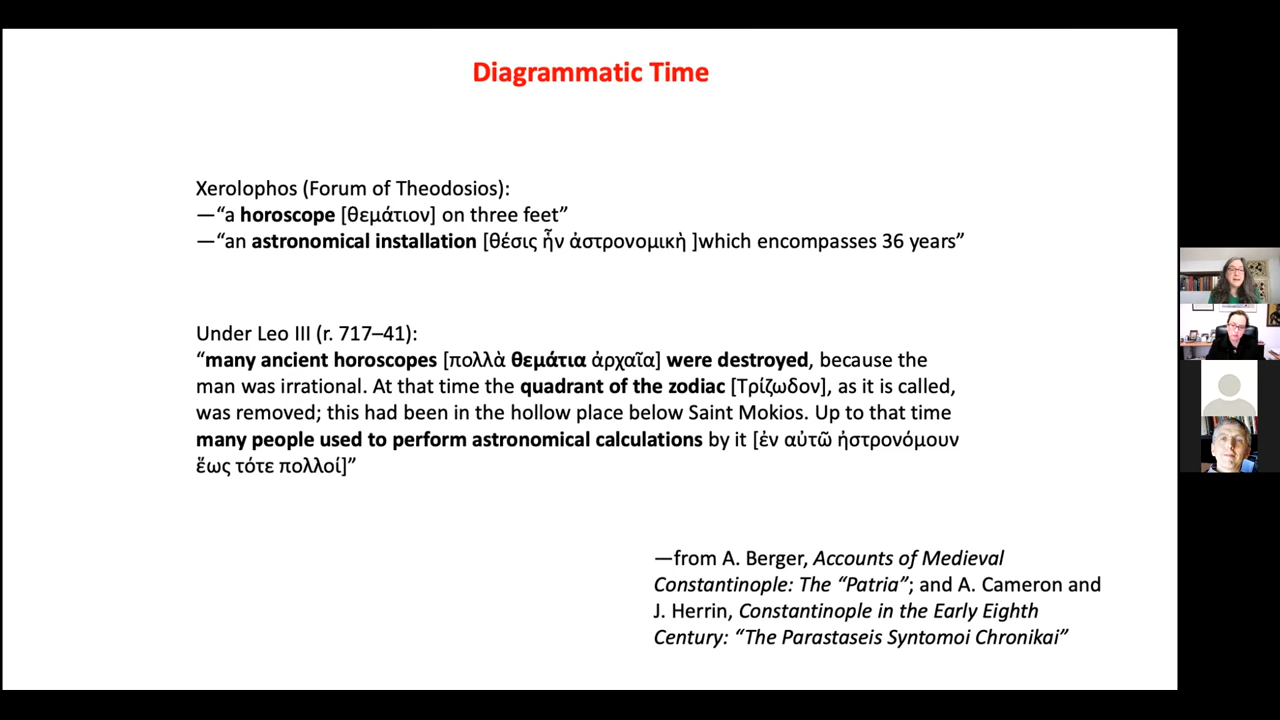 Diagrammatic Time
Xerolophos (Forum of Theodosios):
—“a horoscope [θεμάτιον] on three feet”
—“an astronomical installation [θέσις ἦν ἀστρονομικὴ ]which encompasses 36 years”
Under Leo III (r. 717–41):
“many ancient horoscopes [πολλὰ θεμάτια ἀρχαῖα] were destroyed, because the
man was irrational. At that time the quadrant of the zodiac [Τρίζωδον], as it is called,
was removed; this had been in the hollow place below Saint Mokios. Up to that time
many people used to perform astronomical calculations by it [ἐν αὐτῶ ἠστρονόμουν
ἕως τότε πολλοί]”
—from A. Berger, Accounts of Medieval
Constantinople: The “Patria”; and A. Cameron and
J. Herrin, Constantinople in the Early Eighth
Century: “The Parastaseis Syntomoi Chronikai”